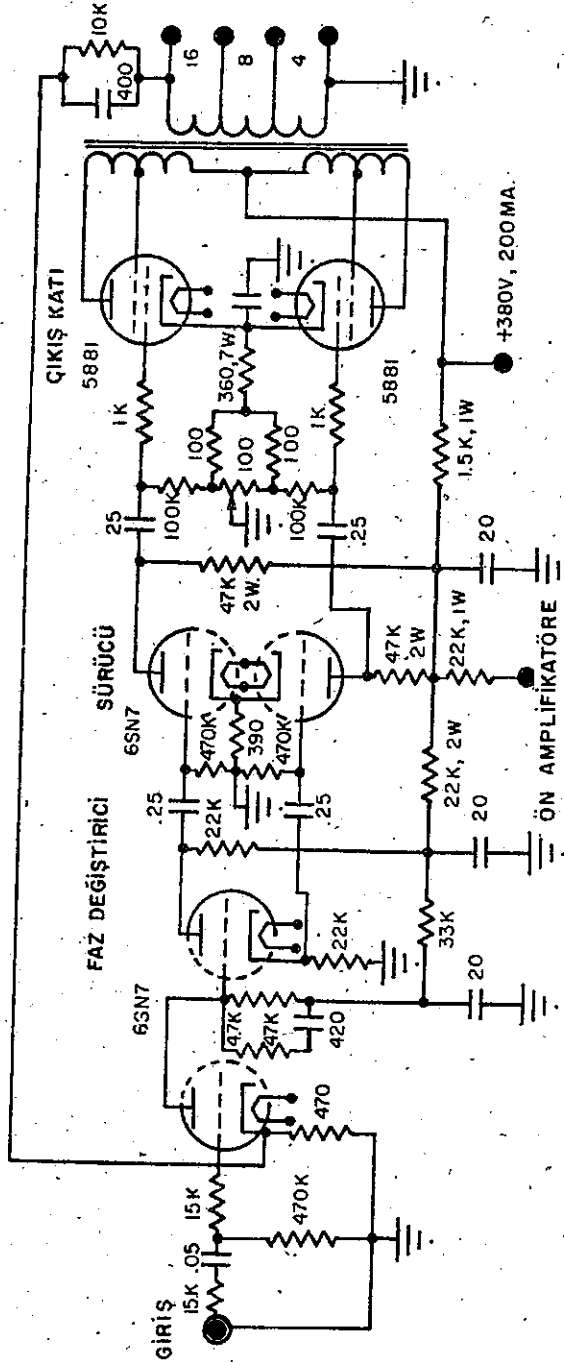 GİRİŞ
15K
.05
15K
470K
470
6SN7
FAZ DEĞİŞTİRİCİ
47K
47K
420
22K
20
33K
.25
22K
.25
6SN7
SÜRÜCÜ
470K
390
470K
20
22K, 2W
ÖN AMPLİFİKATÖRE
47K
2W
22K, 1W
47K
2W
20
.25
100K
100
100
100
100K
.25
1.5K, 1W
1K
1K
360,7W
5881
ÇIKIŞ KATI
5881
+380V, 200MA.
400
10K
16
8
4